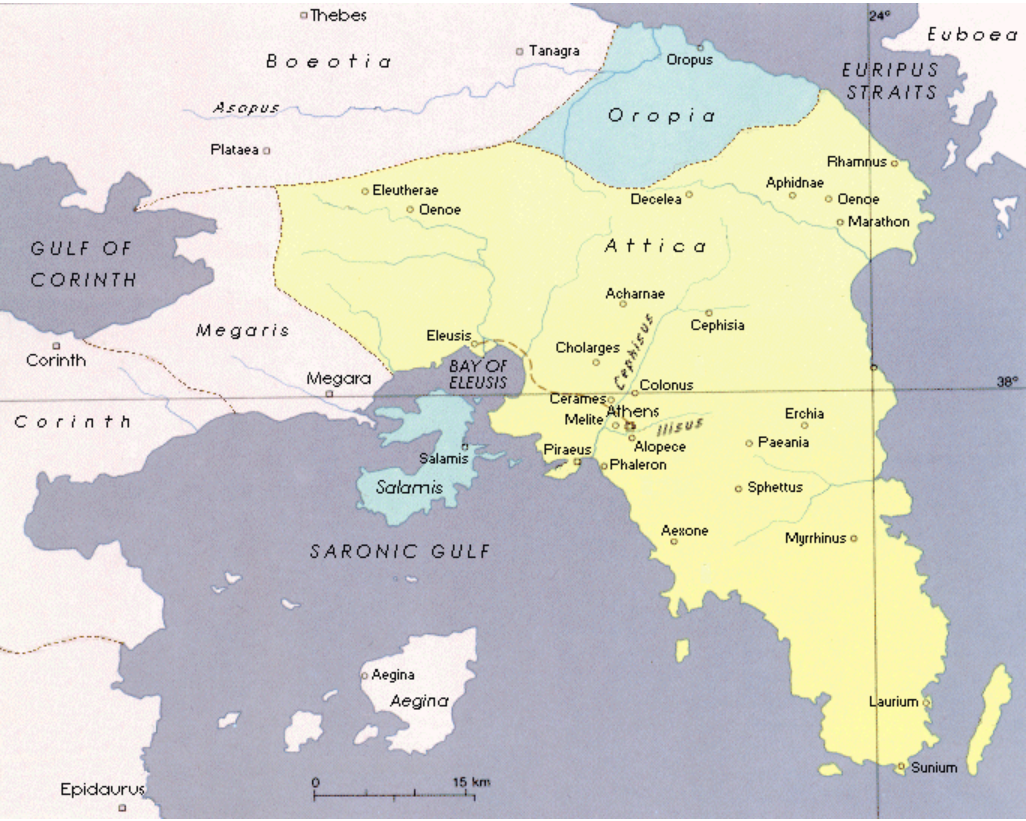 Thebes
24°
Euboea
Boeotia
Tanagra
Oropus
EURIPUS
STRAITS
Asopus
Oropia
Plataea
Rhamnus
Eleutherae
Aphidnae
Decelea
Oenoe
Oenoe
Marathon
GULF OF
CORINTH
Attica
Acharnae
Cephisia
Megaris
Eleusis
Cholarges
Cephisus
Corinth
BAY OF
ELEUSIS
Megara
Colonus
38°
Cerames
Corinth
Melite
Athens
Ilisus
Erchia
Alopece
Paeania
Piraeus
Salamis
Phaleron
Salamis
Sphettus
Aexone
Myrrhinus
SARONIC GULF
Aegina
Aegina
Laurium
Sunium
0
15 km
Epidaurus